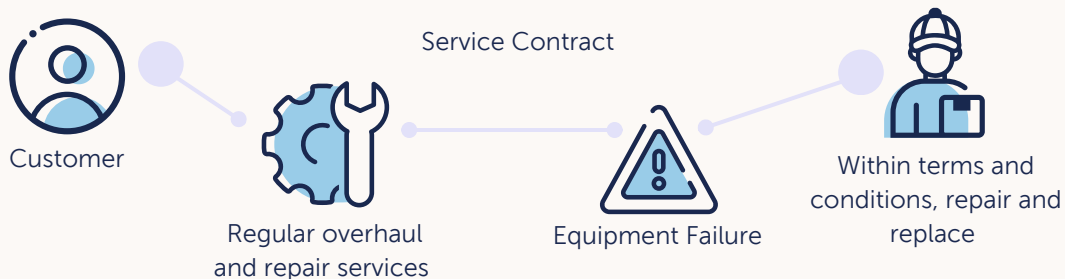 Service Contract
Customer
Regular overhaul
and repair services
Equipment Failure
Within terms and
conditions, repair and
replace